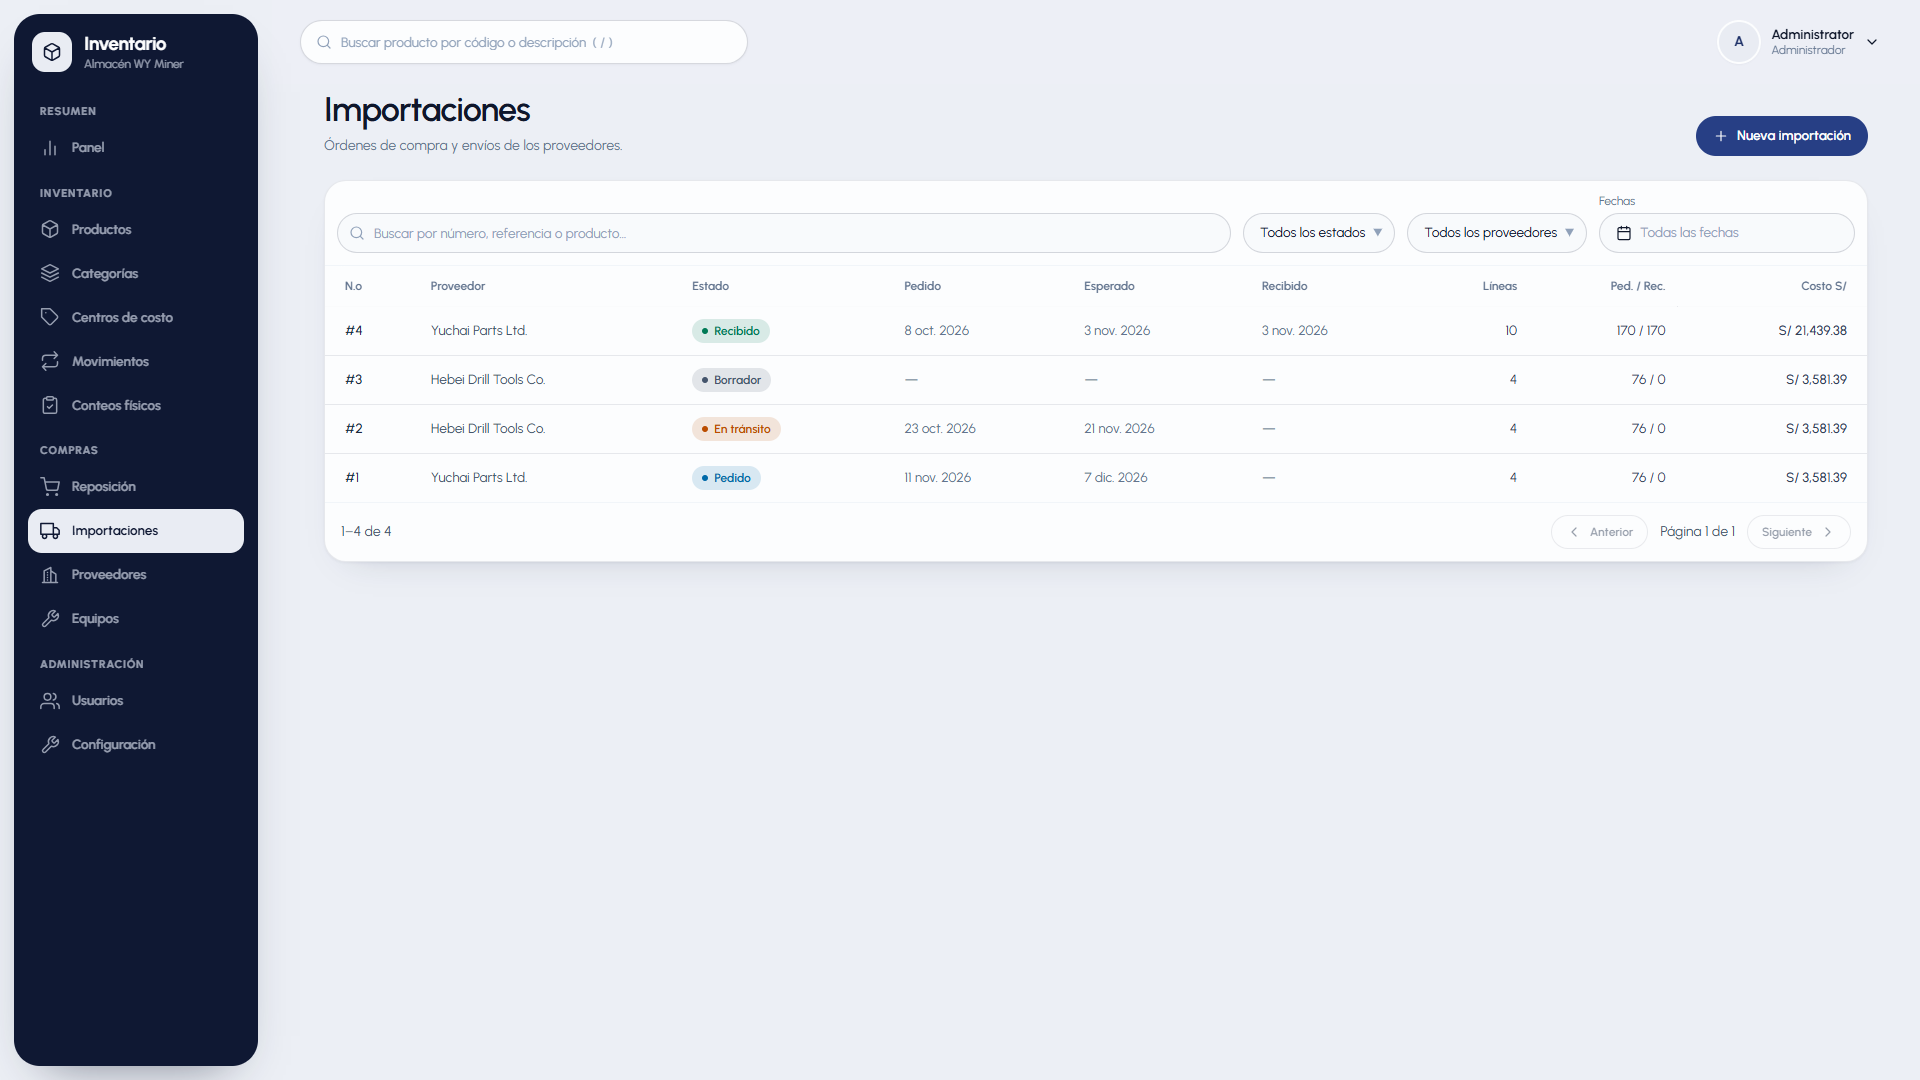 Inventario
Almacén WY Miner
RESUMEN
Panel
INVENTARIO
Productos
Categorías
Centros de costo
Movimientos
Conteos físicos
COMPRAS
Reposición
Importaciones
Proveedores
Equipos
ADMINISTRACIÓN
Usuarios
Configuración
Buscar producto por código o descripción ( / )
A
Administrator
Administrador
Importaciones
Órdenes de compra y envíos de los proveedores.
+ Nueva importación
Fechas
Buscar por número, referencia o producto...
Todos los estados
Todos los proveedores
Todas las fechas
N.o Proveedor Estado Pedido Esperado Recibido Líneas Ped. / Rec. Costo S/
#4 Yuchai Parts Ltd. Recibido 8 oct. 2026 3 nov. 2026 3 nov. 2026 10 170 / 170 S/ 21,439.38
#3 Hebei Drill Tools Co. Borrador — — — 4 76 / 0 S/ 3,581.39
#2 Hebei Drill Tools Co. En tránsito 23 oct. 2026 21 nov. 2026 — 4 76 / 0 S/ 3,581.39
#1 Yuchai Parts Ltd. Pedido 11 nov. 2026 7 dic. 2026 — 4 76 / 0 S/ 3,581.39
1–4 de 4
Anterior Página 1 de 1 Siguiente